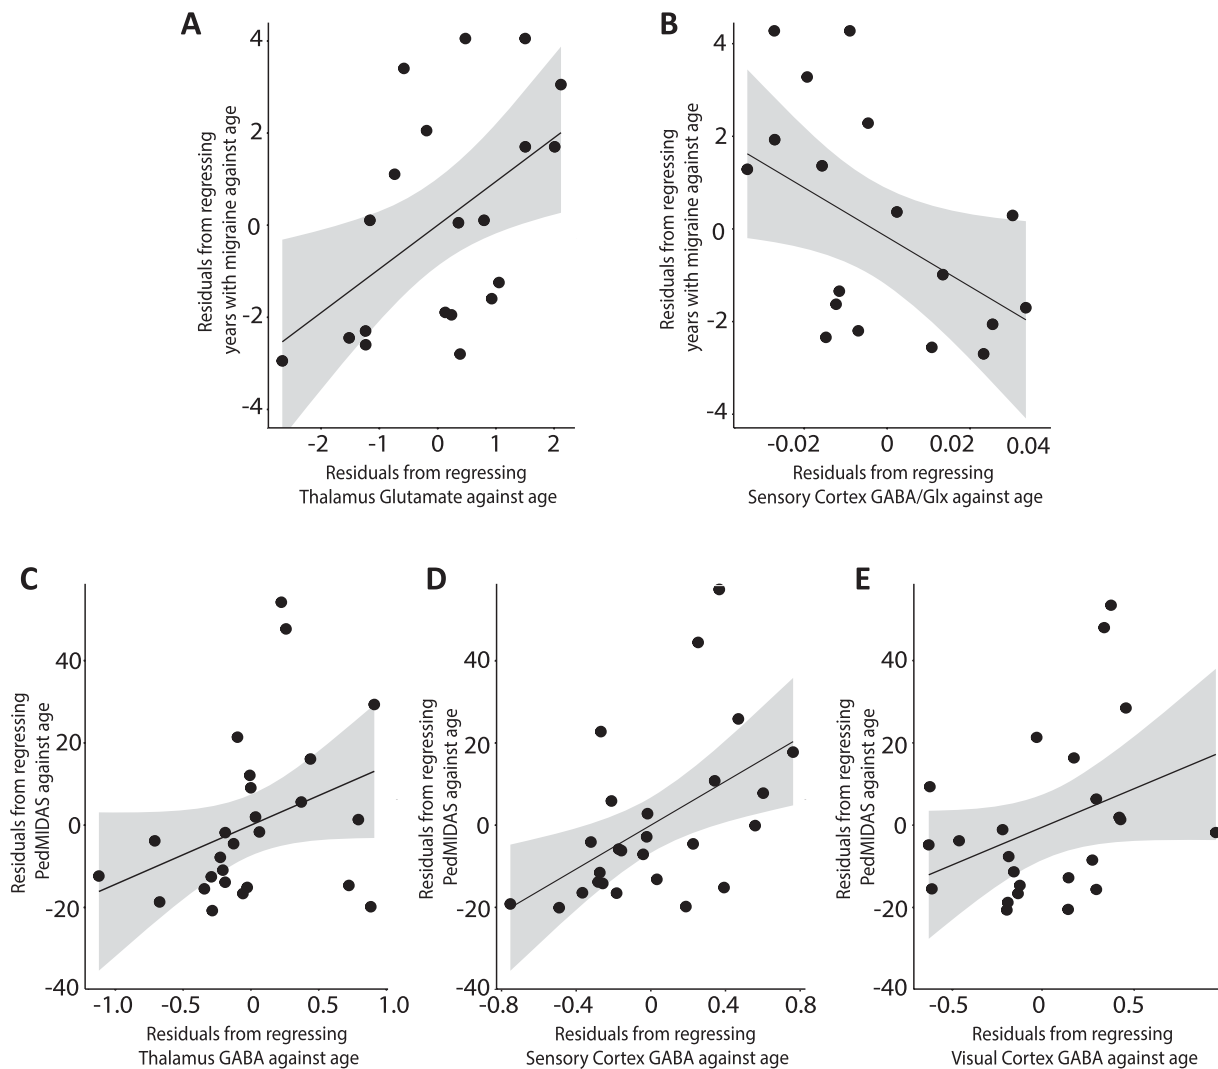 A
B
4
2
0
-2
-4
Residuals from regressing
years with migraine against age
-2 -1 0 1 2
Residuals from regressing
Thalamus Glutamate against age
4
2
0
-2
-4
Residuals from regressing
years with migraine against age
-0.02 0 0.02 0.04
Residuals from regressing
Sensory Cortex GABA/Glx against age
C
D
E
40
20
0
-20
-40
Residuals from regressing
PedMIDAS against age
-1.0 -0.5 0 0.5 1.0
Residuals from regressing
Thalamus GABA against age
40
20
0
-20
-40
Residuals from regressing
PedMIDAS against age
-0.8 -0.4 0 0.4 0.8
Residuals from regressing
Sensory Cortex GABA against age
40
20
0
-20
-40
Residuals from regressing
PedMIDAS against age
-0.5 0 0.5
Residuals from regressing
Visual Cortex GABA against age